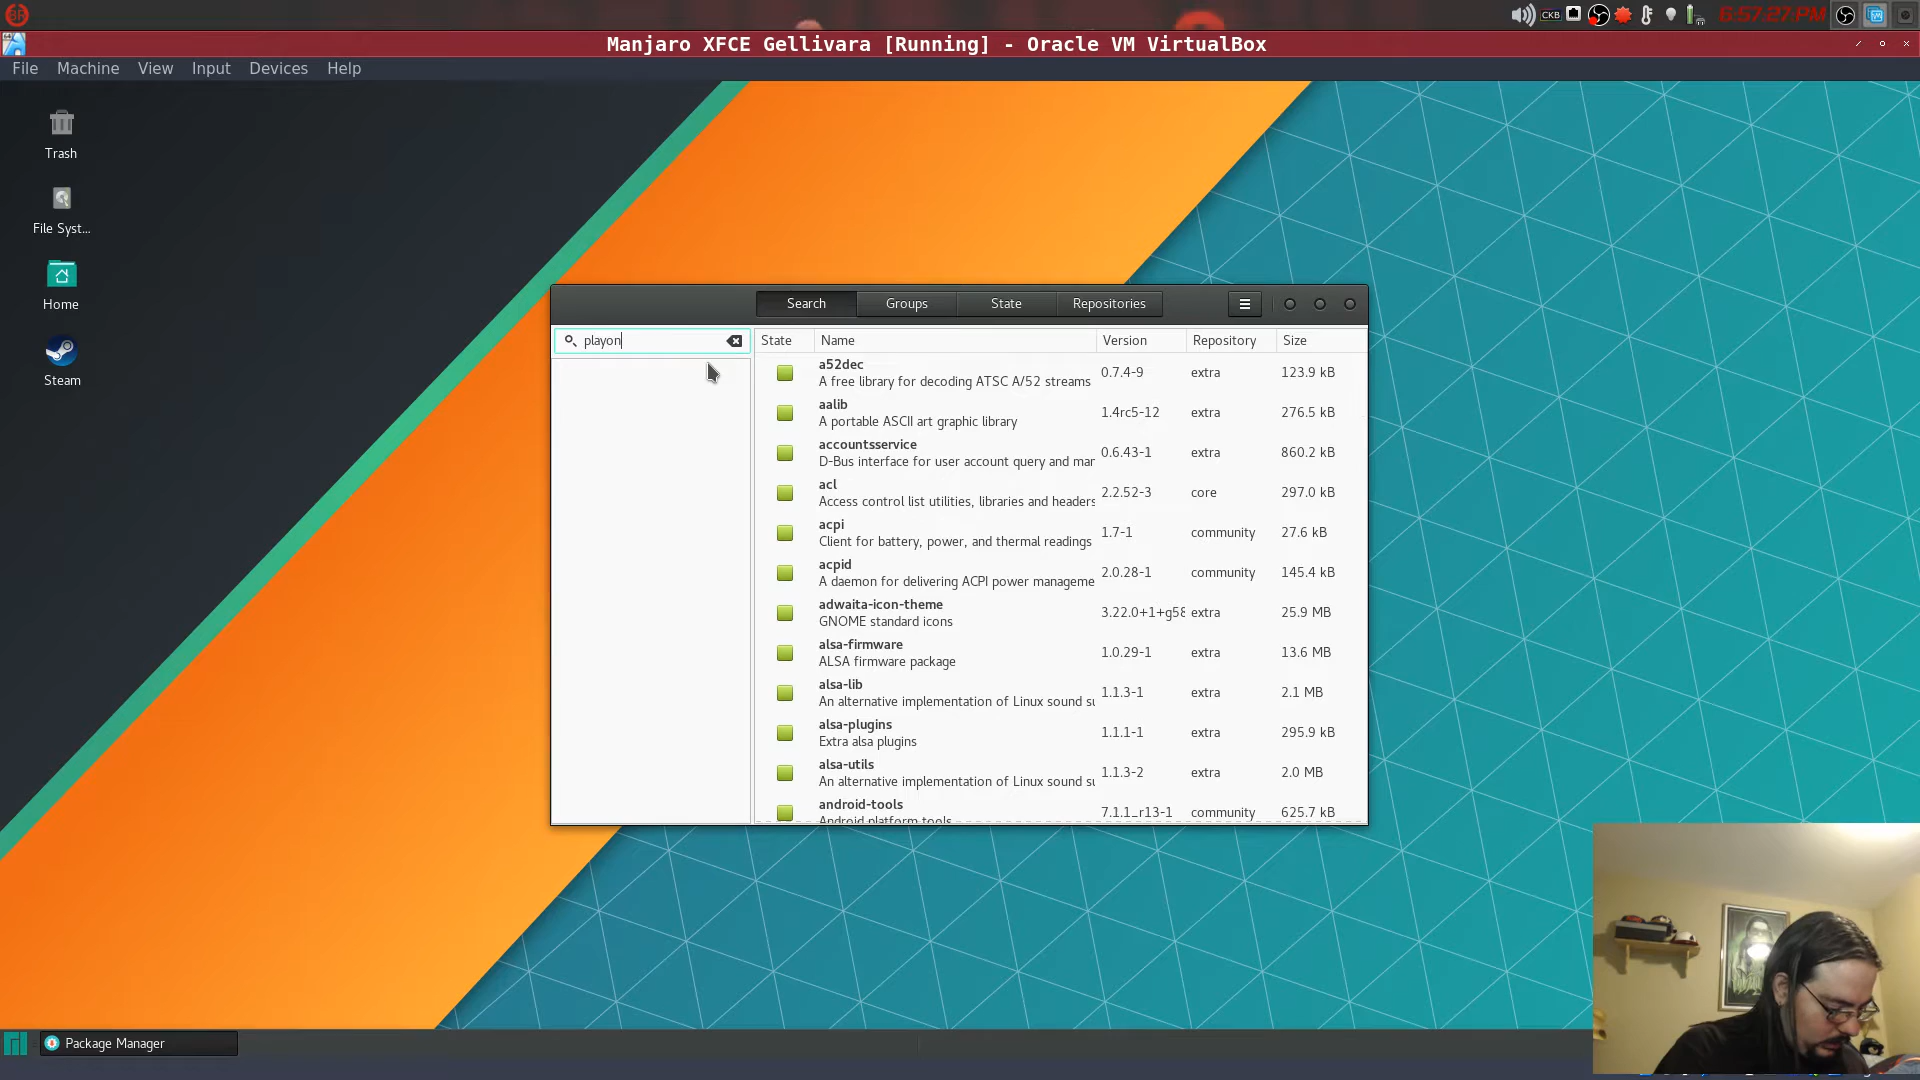 CKB
6:57:27 PM
64
Manjaro XFCE Gellivara [Running] - Oracle VM VirtualBox
File Machine View Input Devices Help
Trash
File Syst...
Home
Steam
Search Groups State Repositories
playon
State Name Version Repository Size
a52dec
A free library for decoding ATSC A/52 streams 0.7.4-9 extra 123.9 kB
aalib
A portable ASCII art graphic library 1.4rc5-12 extra 276.5 kB
accountsservice
D-Bus interface for user account query and mar 0.6.43-1 extra 860.2 kB
acl
Access control list utilities, libraries and headers 2.2.52-3 core 297.0 kB
acpi
Client for battery, power, and thermal readings 1.7-1 community 27.6 kB
acpid
A daemon for delivering ACPI power manageme 2.0.28-1 community 145.4 kB
adwaita-icon-theme
GNOME standard icons 3.22.0+1+g58 extra 25.9 MB
alsa-firmware
ALSA firmware package 1.0.29-1 extra 13.6 MB
alsa-lib
An alternative implementation of Linux sound su 1.1.3-1 extra 2.1 MB
alsa-plugins
Extra alsa plugins 1.1.1-1 extra 295.9 kB
alsa-utils
An alternative implementation of Linux sound su 1.1.3-2 extra 2.0 MB
android-tools
Android platform tools 7.1.1_r13-1 community 625.7 kB
Package Manager